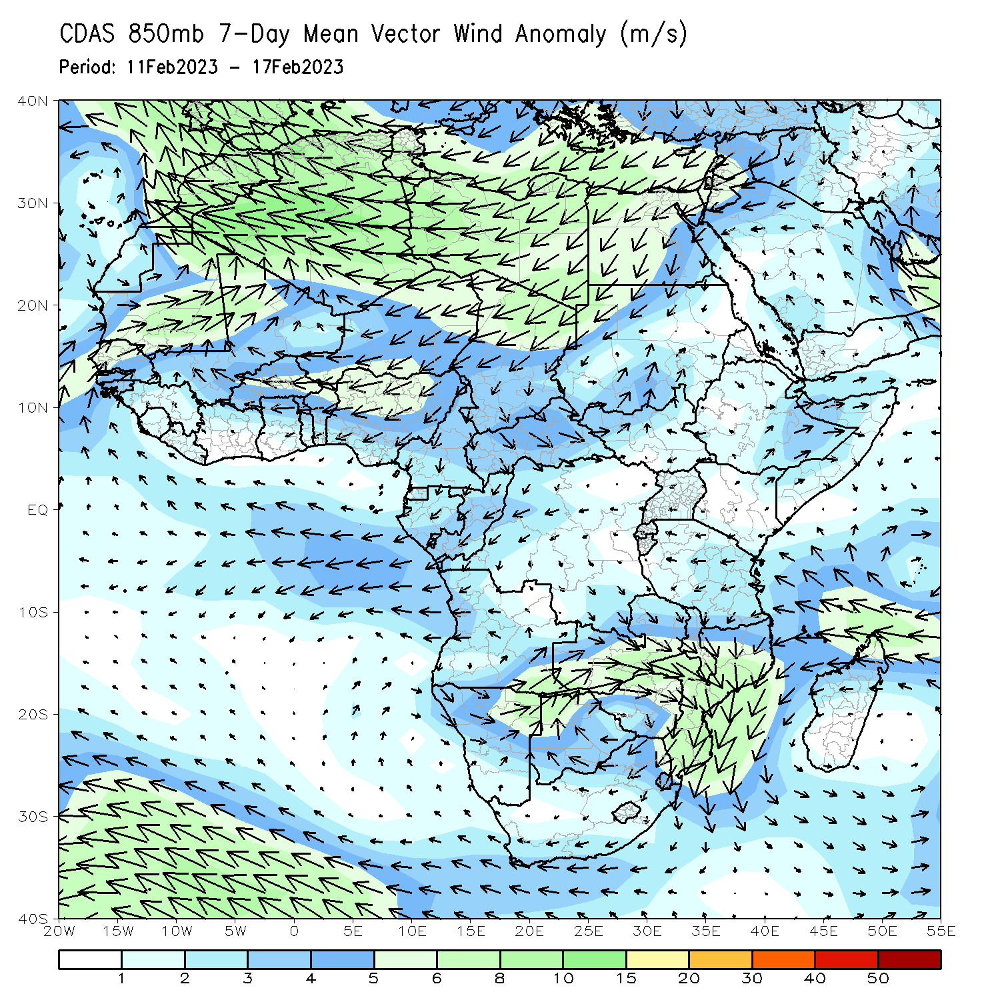 CDAS 850mb 7-Day Mean Vector Wind Anomaly (m/s)
Period: 11Feb2023 - 17Feb2023
40N
30N
20N
10N
EQ
10S
20S
30S
40S
20W 15W 10W 5W 0 5E 10E 15E 20E 25E 30E 35E 40E 45E 50E 55E
1 2 3 4 5 6 8 10 15 20 30 40 50